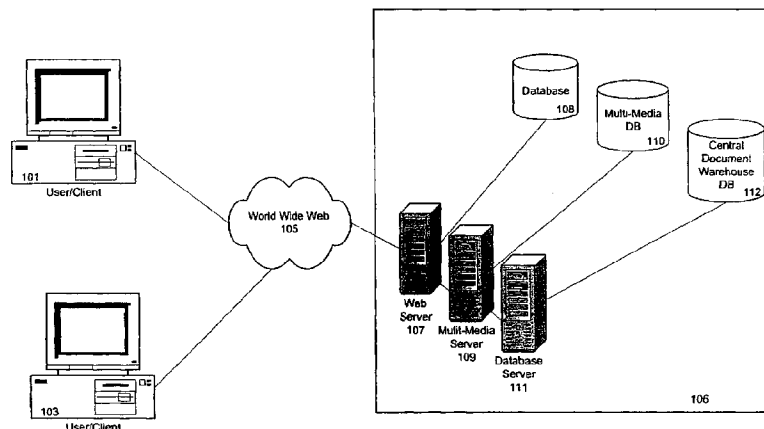 101
User/Client
103
User/Client
World Wide Web
105
Database
108
Multi-Media
DB
110
Central
Document
Warehouse
DB
112
Web
Server
107
Mulit-Media
Server
109
Database
Server
111
106